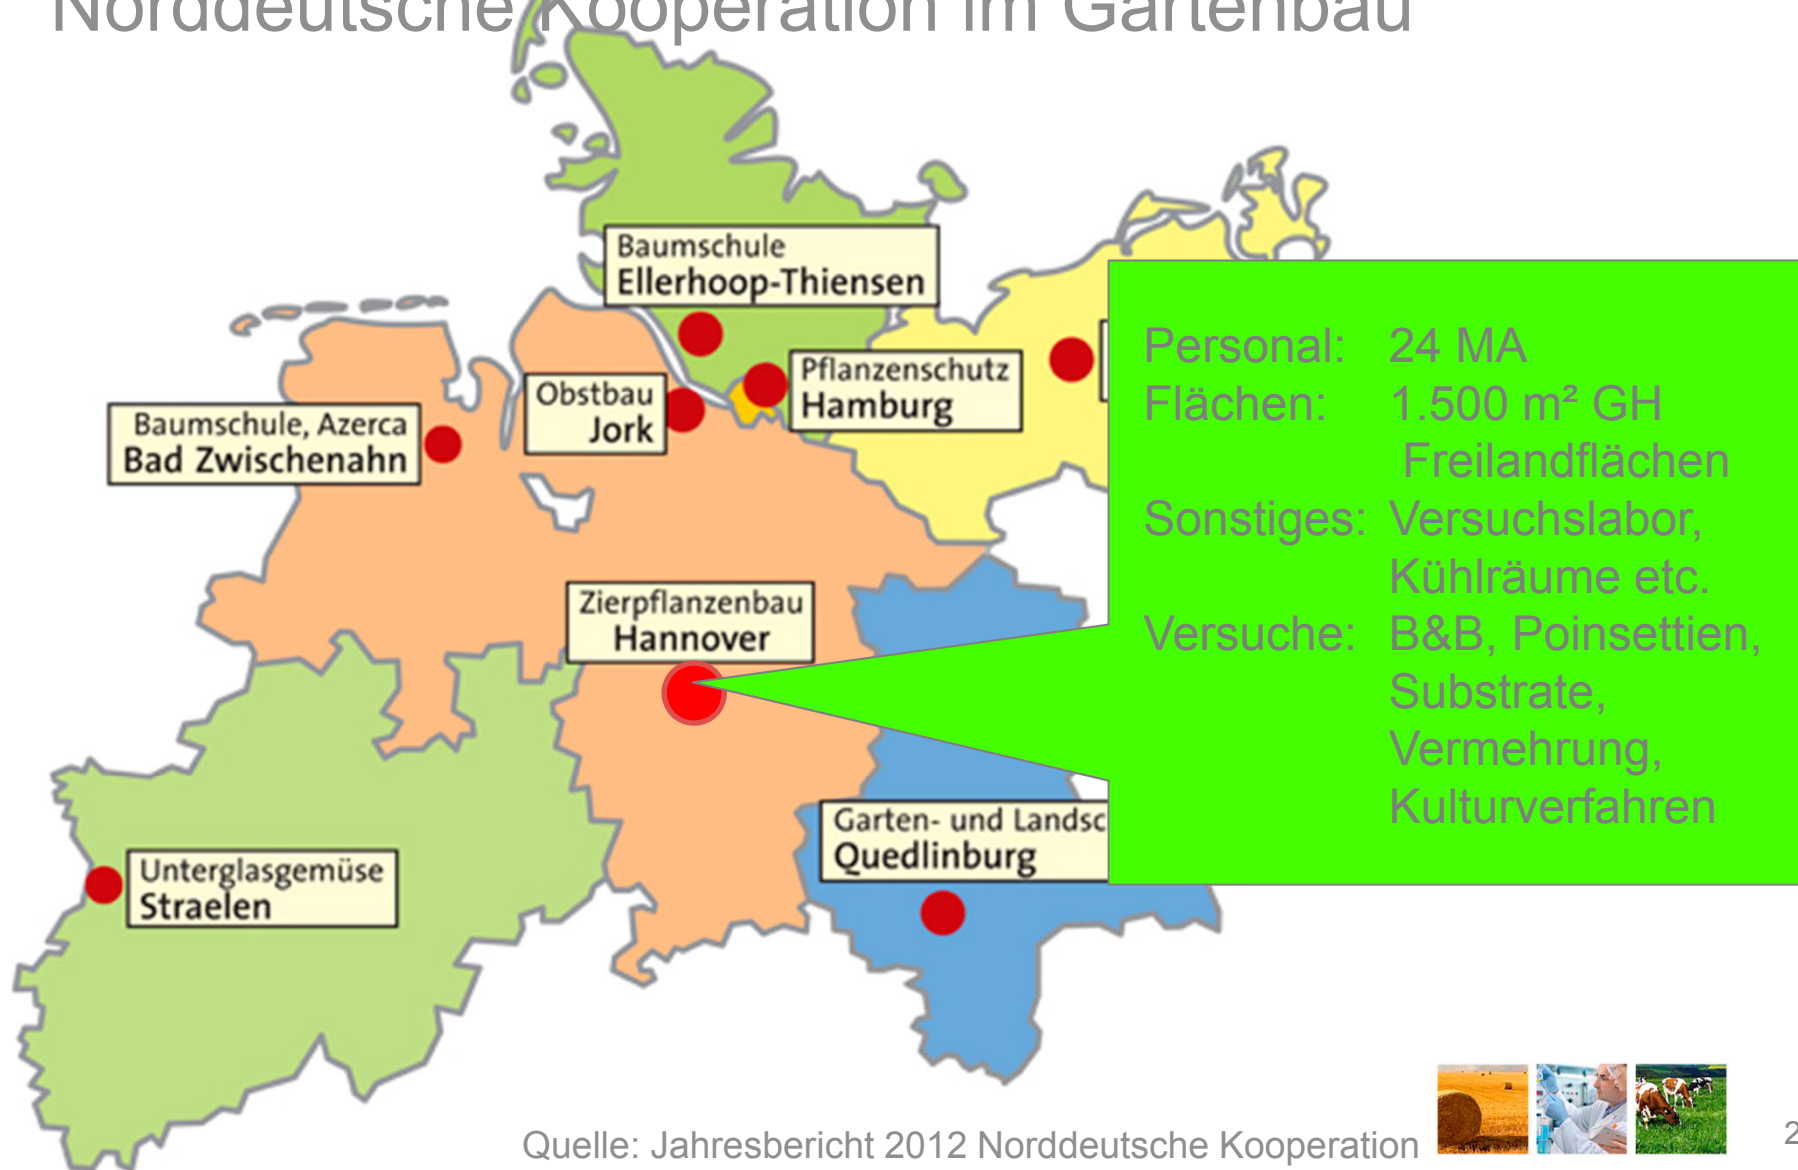 Norddeutsche Kooperation im Gartenbau
Baumschule
Ellerhoop-Thiensen
Pflanzenschutz
Hamburg
Obstbau
Jork
Baumschule, Azerca
Bad Zwischenahn
Zierpflanzenbau
Hannover
Garten- und Landsc
Quedlinburg
Unterglasgemüse
Straelen
Personal: 24 MA
Flächen: 1.500 m² GH
Freilandflächen
Sonstiges: Versuchslabor,
Kühlräume etc.
Versuche: B&B, Poinsettien,
Substrate,
Vermehrung,
Kulturverfahren
Quelle: Jahresbericht 2012 Norddeutsche Kooperation
2